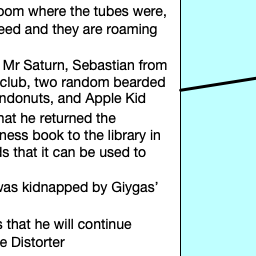 oom where the tubes were,
eed and they are roaming
Mr Saturn, Sebastian from
club, two random bearded
ndonuts, and Apple Kid
hat he returned the
ness book to the library in
ls that it can be used to
was kidnapped by Giygas'
s that he will continue
e Distorter